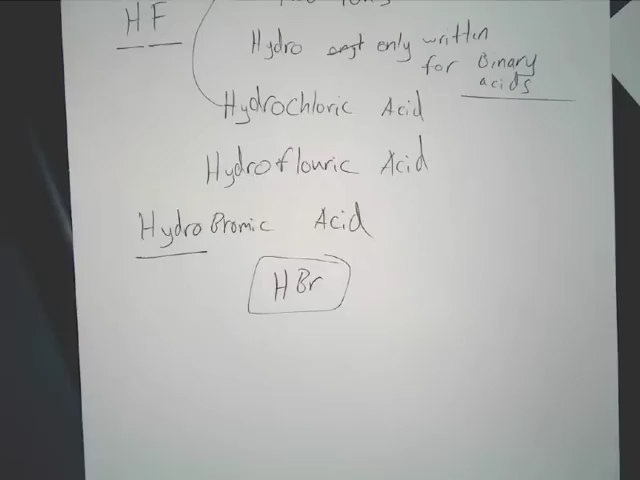 HF
Hydro only written
for Binary
acids
Hydrochloric Acid
Hydroflouric Acid
HydroBromic Acid
HBr